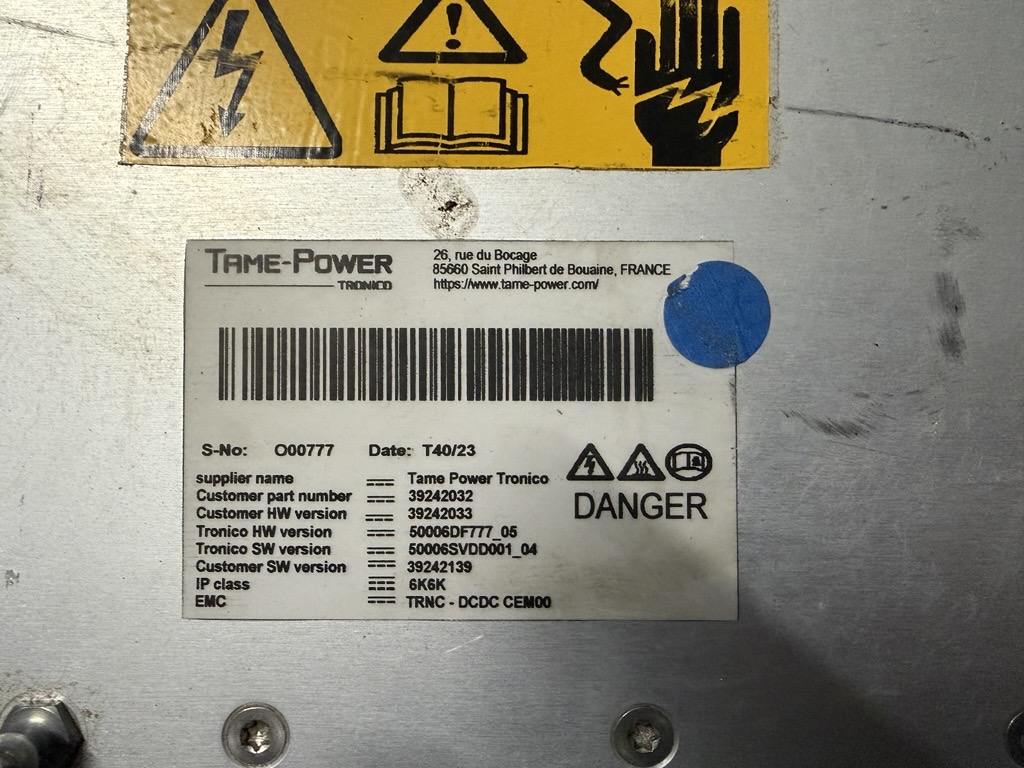 TAME-POWER
TRONICO
26, rue du Bocage
85660 Saint Philbert de Bouaine, FRANCE
https://www.tame-power.com/
S-No: O00777 Date: T40/23
supplier name Tame Power Tronico
Customer part number 39242032
Customer HW version 39242033
Tronico HW version 50006DF777_05
Tronico SW version 50006SVDD001_04
Customer SW version 39242139
IP class 6K6K
EMC TRNC - DCDC CEM00
DANGER